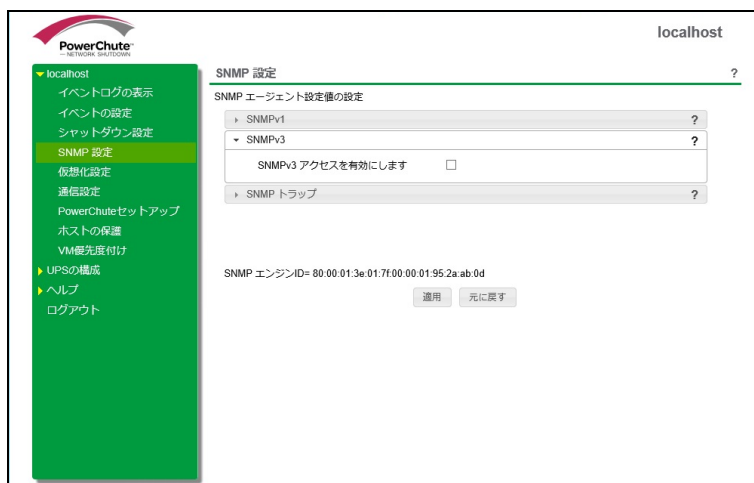 PowerChute™
NETWORK SHUTDOWN
localhost
localhost
イベントログの表示
イベントの設定
シャットダウン設定
SNMP 設定
仮想化設定
通信設定
PowerChuteセットアップ
ホストの保護
VM優先度付け
UPSの構成
ヘルプ
ログアウト
SNMP 設定 ?
SNMP エージェント設定値の設定
SNMPv1 ?
SNMPv3 ?
SNMPv3 アクセスを有効にします
SNMP トラップ ?
SNMP エンジンID= 80:00:01:3e:01:7f:00:00:01:95:2a:ab:0d
適用 元に戻す